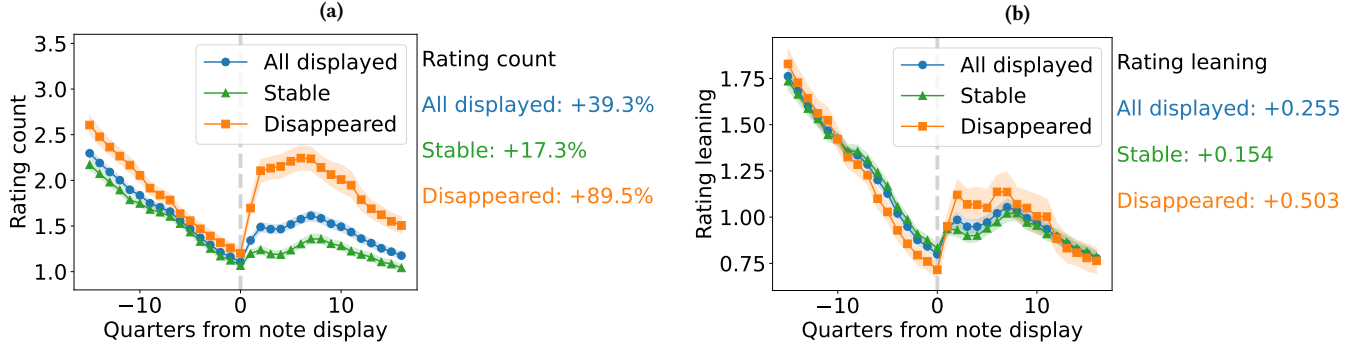 (a)
3.5
3.0
2.5
2.0
1.5
1.0
Rating count
All displayed
Stable
Disappeared
−10
0
10
Quarters from note display
Rating count
All displayed: +39.3%
Stable: +17.3%
Disappeared: +89.5%
(b)
1.75
1.50
1.25
1.00
0.75
Rating leaning
All displayed
Stable
Disappeared
−10
0
10
Quarters from note display
Rating leaning
All displayed: +0.255
Stable: +0.154
Disappeared: +0.503